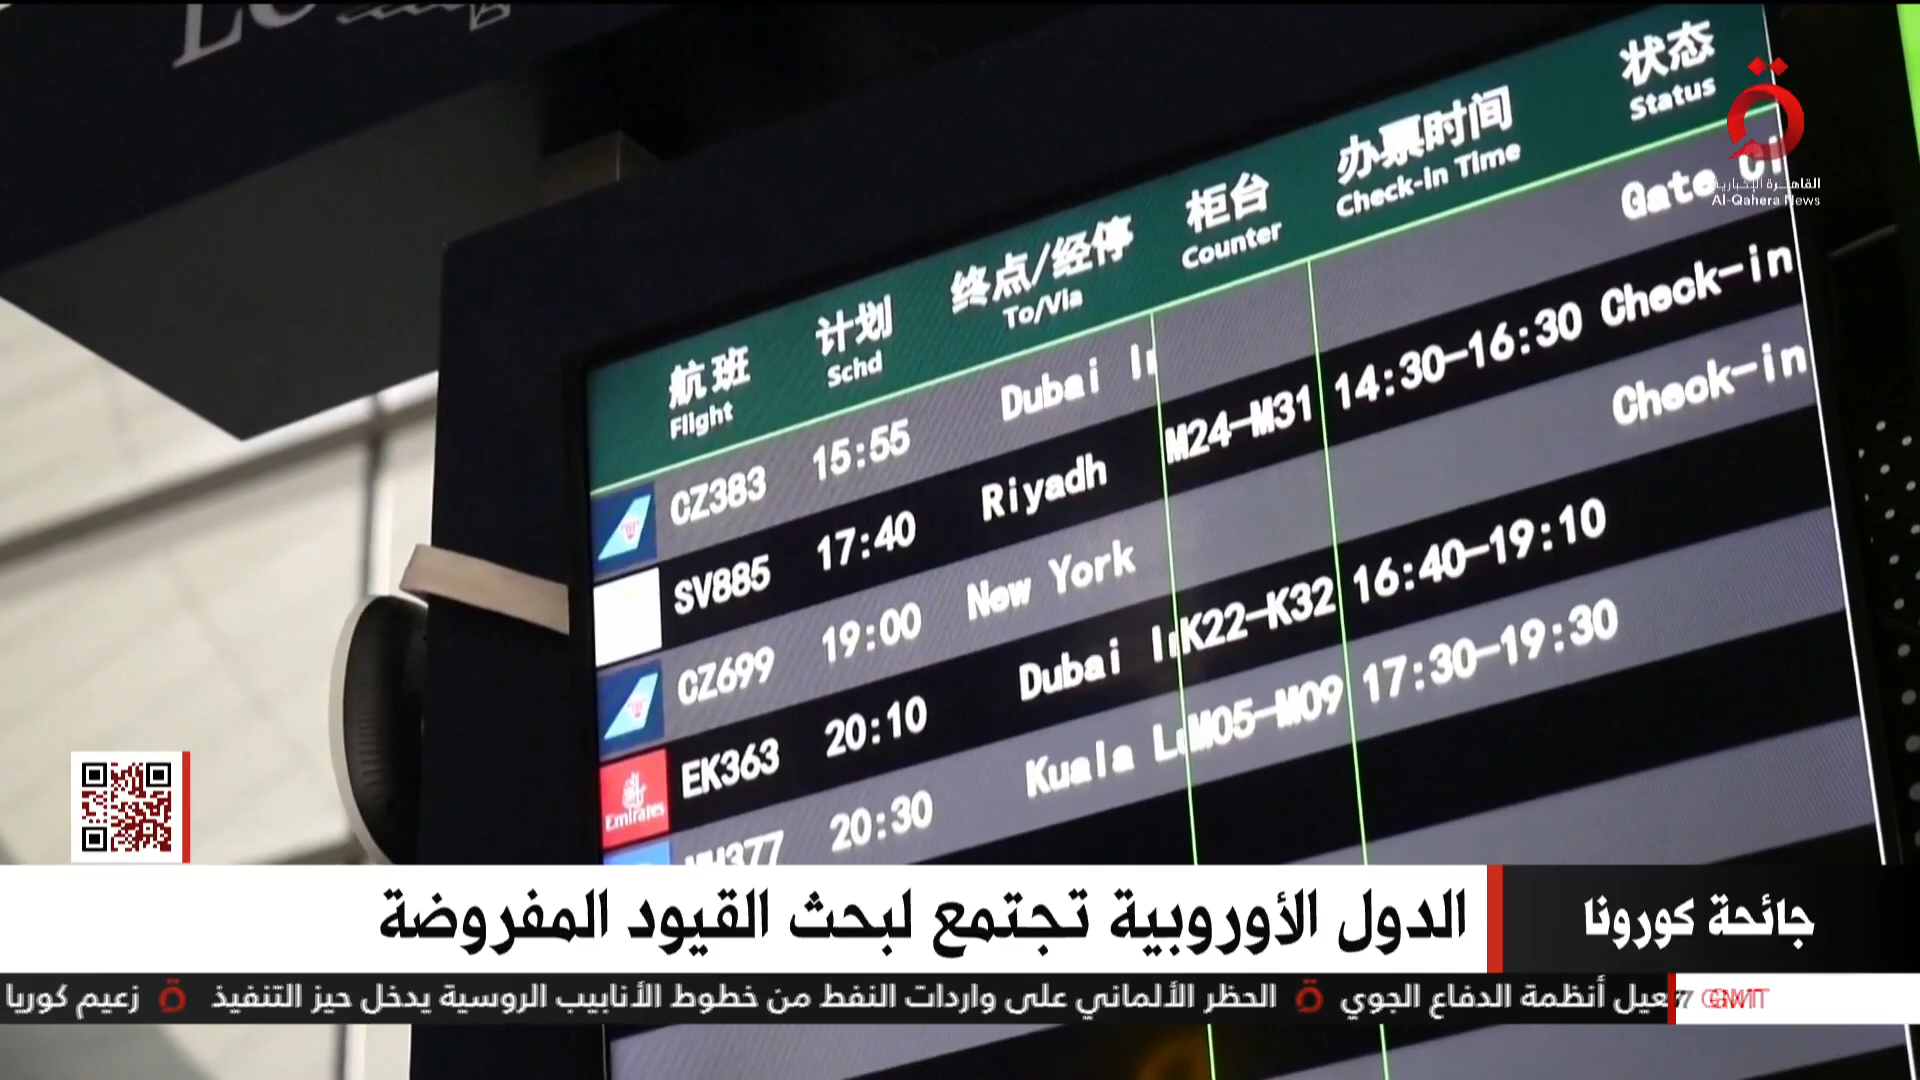 状态
Status
办票时间
Check-In Time
柜台
Counter
终点/经停
To/Via
计划
Schd
航班
Flight
القاهرة الإخبارية
Al-Qahera News
CZ383 15:55 Dubai Gate
SV885 17:40 Riyadh M24-M31 14:30-16:30 Check-in
CZ699 19:00 New York Check-in
EK363 20:10 Dubai K22-K32 16:40-19:10
Emirates
20:30 Kuala M05-M09 17:30-19:30
جائحة كورونا
الدول الأوروبية تجتمع لبحث القيود المفروضة
أنظمة الدفاع الجوي
الحظر الألماني على واردات النفط من خطوط الأنابيب الروسية يدخل حيز التنفيذ
زعيم كوريا
GMT